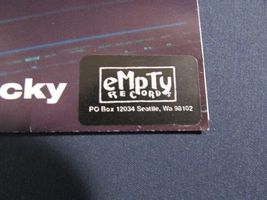 cky
eMPTy
RECORDS
PO Box 12034 Seattle, Wa 98102